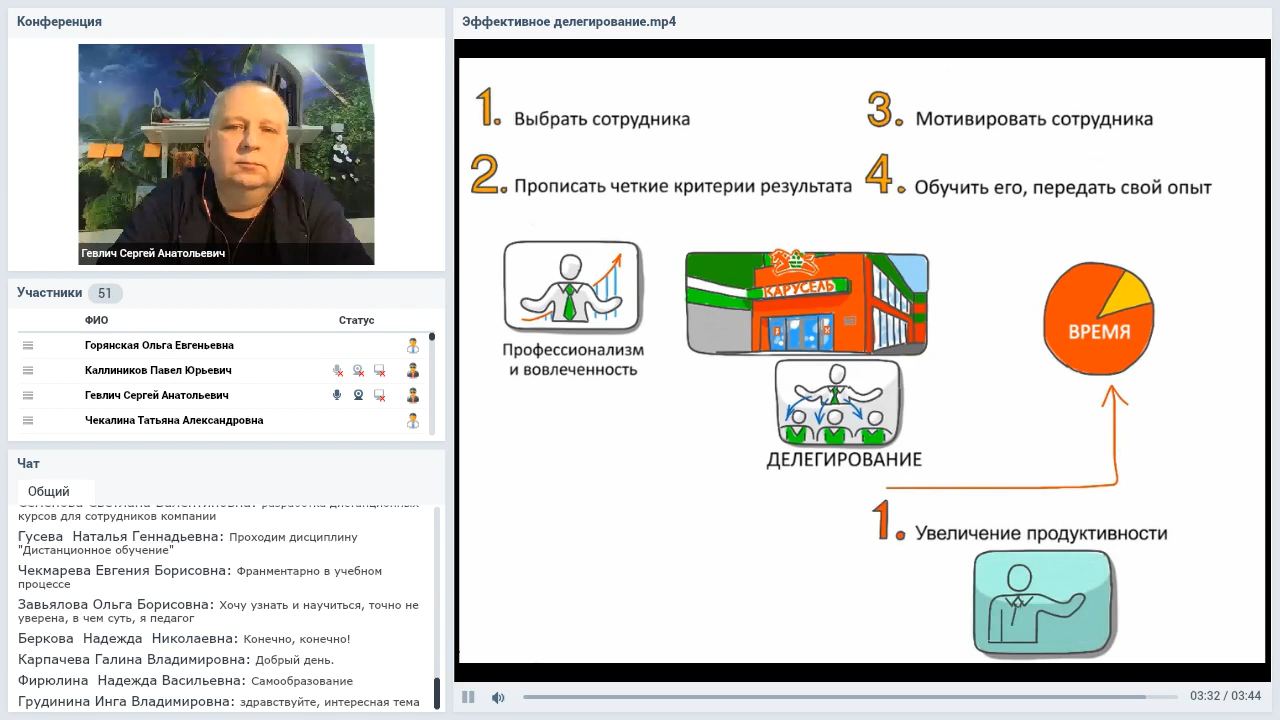 Конференция
Гевлич Сергей Анатольевич
Участники 51
ФИО Статус
Горянская Ольга Евгеньевна
Каллиников Павел Юрьевич
Гевлич Сергей Анатольевич
Чекалина Татьяна Александровна
Чат
Общий
курсов для сотрудников компании
Гусева Наталья Геннадьевна: Проходим дисциплину
"Дистанционное обучение"
Чекмарева Евгения Борисовна: Франментарно в учебном
процессе
Завьялова Ольга Борисовна: Хочу узнать и научиться, точно не
уверена, в чем суть, я педагог
Беркова Надежда Николаевна: Конечно, конечно!
Карпачева Галина Владимировна: Добрый день.
Фирюлина Надежда Васильевна: Самообразование
Грудинина Инга Владимировна: здравствуйте, интересная тема
Эффективное делегирование.mp4
1. Выбрать сотрудника
2. Прописать четкие критерии результата
3. Мотивировать сотрудника
4. Обучить его, передать свой опыт
Профессионализм
и вовлеченность
КАРУСЕЛЬ
ДЕЛЕГИРОВАНИЕ
ВРЕМЯ
1. Увеличение продуктивности
03:32 / 03:44